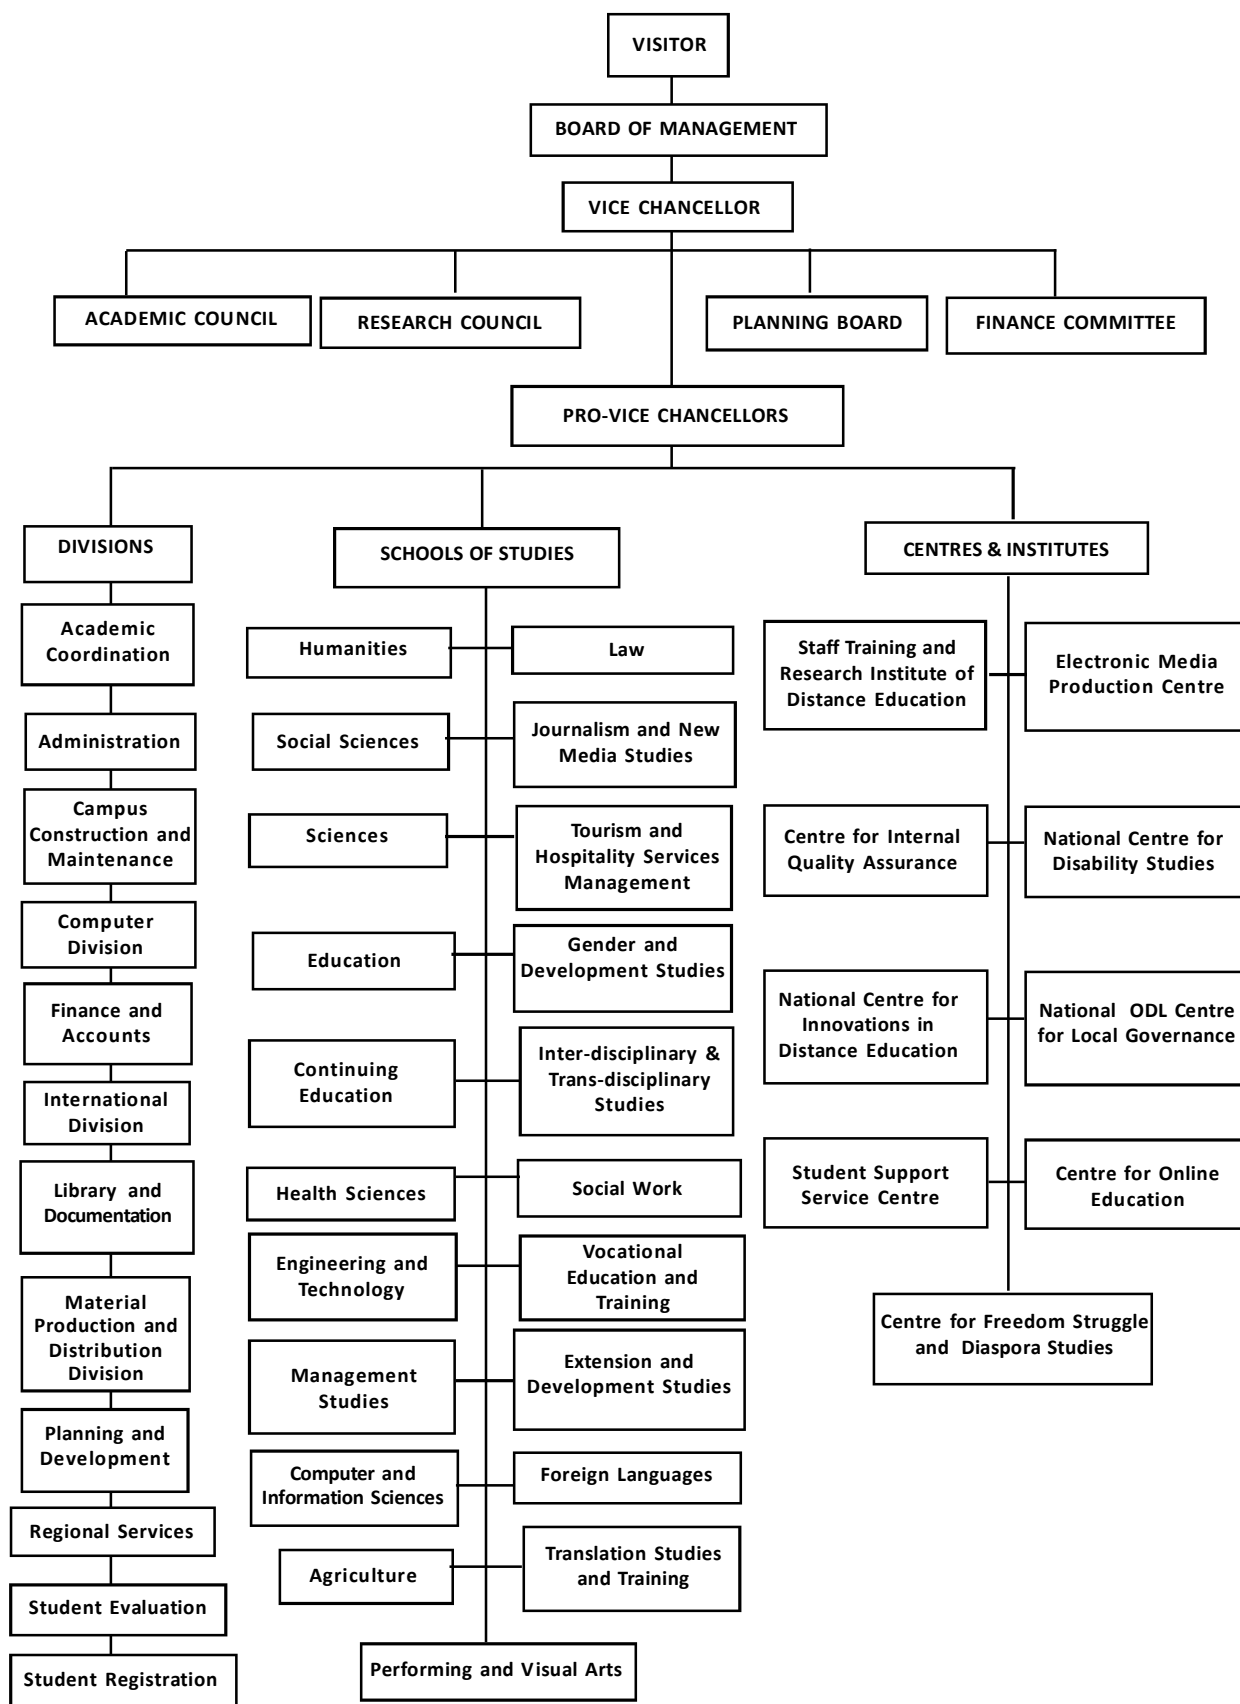 VISITOR
BOARD OF MANAGEMENT
VICE CHANCELLOR
ACADEMIC COUNCIL
RESEARCH COUNCIL
PLANNING BOARD
FINANCE COMMITTEE
PRO-VICE CHANCELLORS
DIVISIONS
Academic
Coordination
Administration
Campus
Construction and
Maintenance
Computer
Division
Finance and
Accounts
International
Division
Library and
Documentation
Material
Production and
Distribution
Division
Planning and
Development
Regional Services
Student Evaluation
Student Registration
SCHOOLS OF STUDIES
Humanities
Law
Social Sciences
Journalism and New
Media Studies
Sciences
Tourism and
Hospitality Services
Management
Education
Gender and
Development Studies
Continuing
Education
Inter-disciplinary &
Trans-disciplinary
Studies
Health Sciences
Social Work
Engineering and
Technology
Vocational
Education and
Training
Management
Studies
Extension and
Development Studies
Computer and
Information Sciences
Foreign Languages
Agriculture
Translation Studies
and Training
Performing and Visual Arts
CENTRES & INSTITUTES
Staff Training and
Research Institute of
Distance Education
Electronic Media
Production Centre
Centre for Internal
Quality Assurance
National Centre for
Disability Studies
National Centre for
Innovations in
Distance Education
National ODL Centre
for Local Governance
Student Support
Service Centre
Centre for Online
Education
Centre for Freedom Struggle
and Diaspora Studies